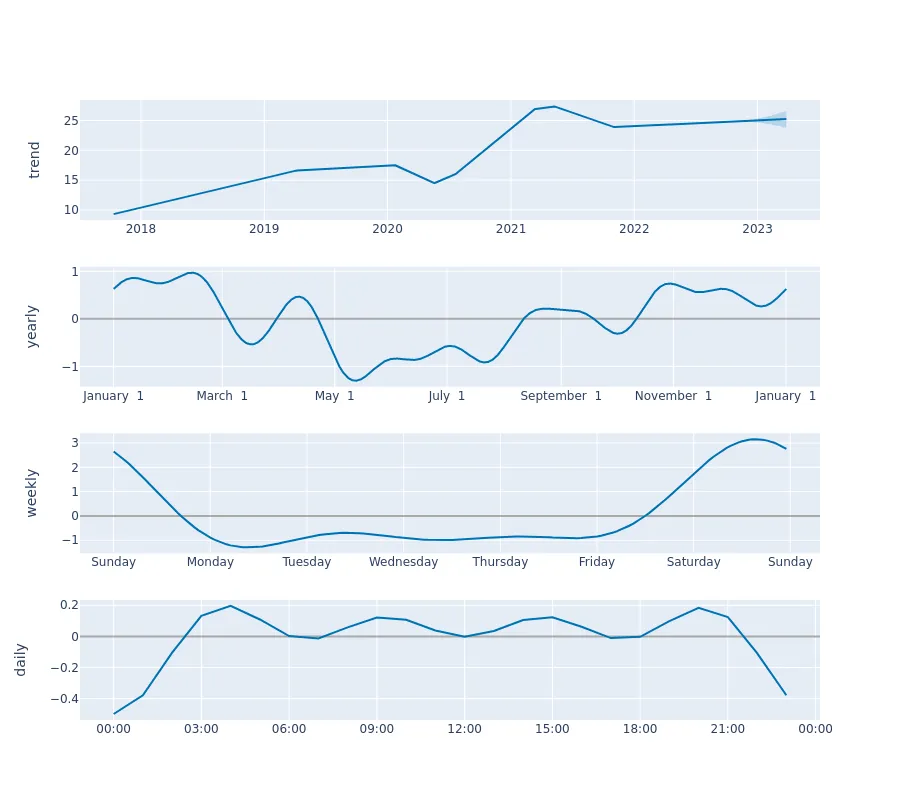 trend
25
20
15
10
2018 2019 2020 2021 2022 2023
yearly
1
0
−1
January 1 March 1 May 1 July 1 September 1 November 1 January 1
weekly
3
2
1
0
−1
Sunday Monday Tuesday Wednesday Thursday Friday Saturday Sunday
daily
0.2
0
−0.2
−0.4
00:00 03:00 06:00 09:00 12:00 15:00 18:00 21:00 00:00